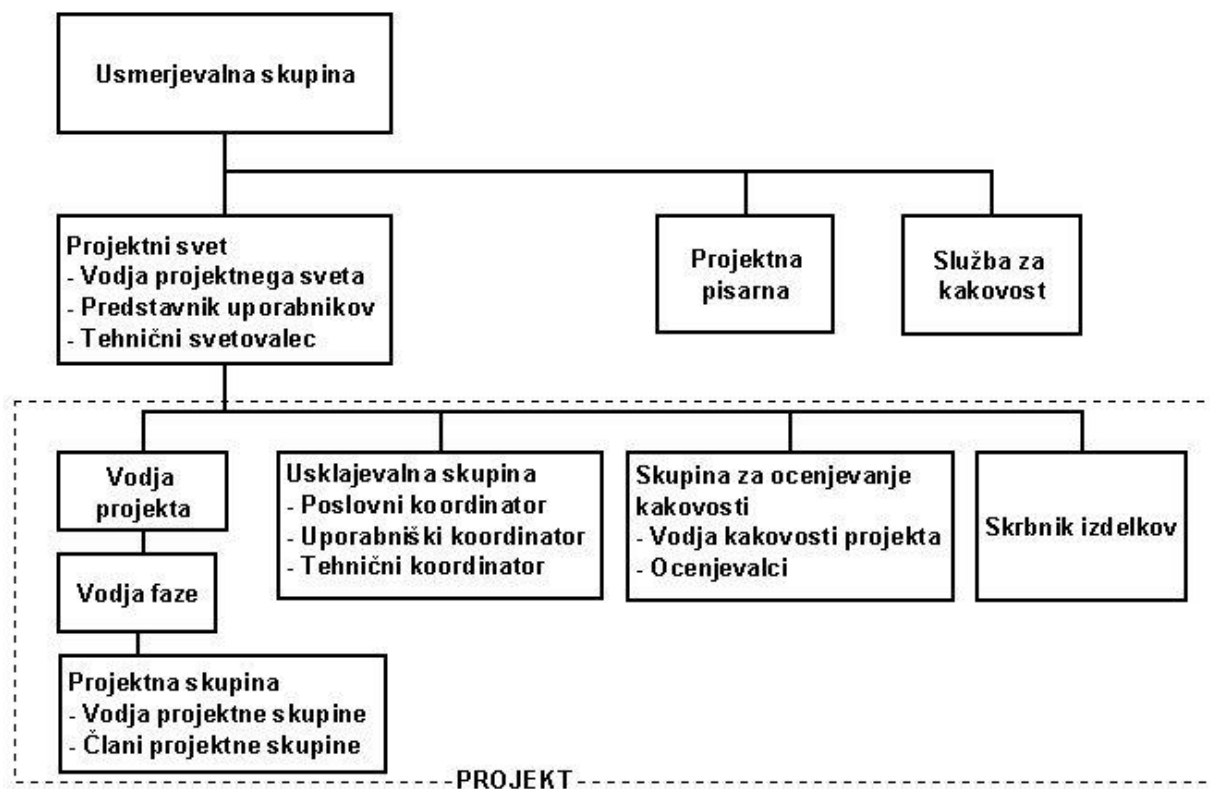 Usmerjevalna skupina
Projektni svet
- Vodja projektnega sveta
- Predstavnik uporabnikov
- Tehnični svetovalec
Projektna
pisarna
Služba za
kakovost
Vodja
projekta
Usklajevalna skupina
- Poslovni koordinator
- Uporabniški koordinator
- Tehnični koordinator
Skupina za ocenjevanje
kakovosti
- Vodja kakovosti projekta
- Ocenjevalci
Skrbnik izdelkov
Vodja faze
Projektna skupina
- Vodja projektne skupine
- Člani projektne skupine
PROJEKT